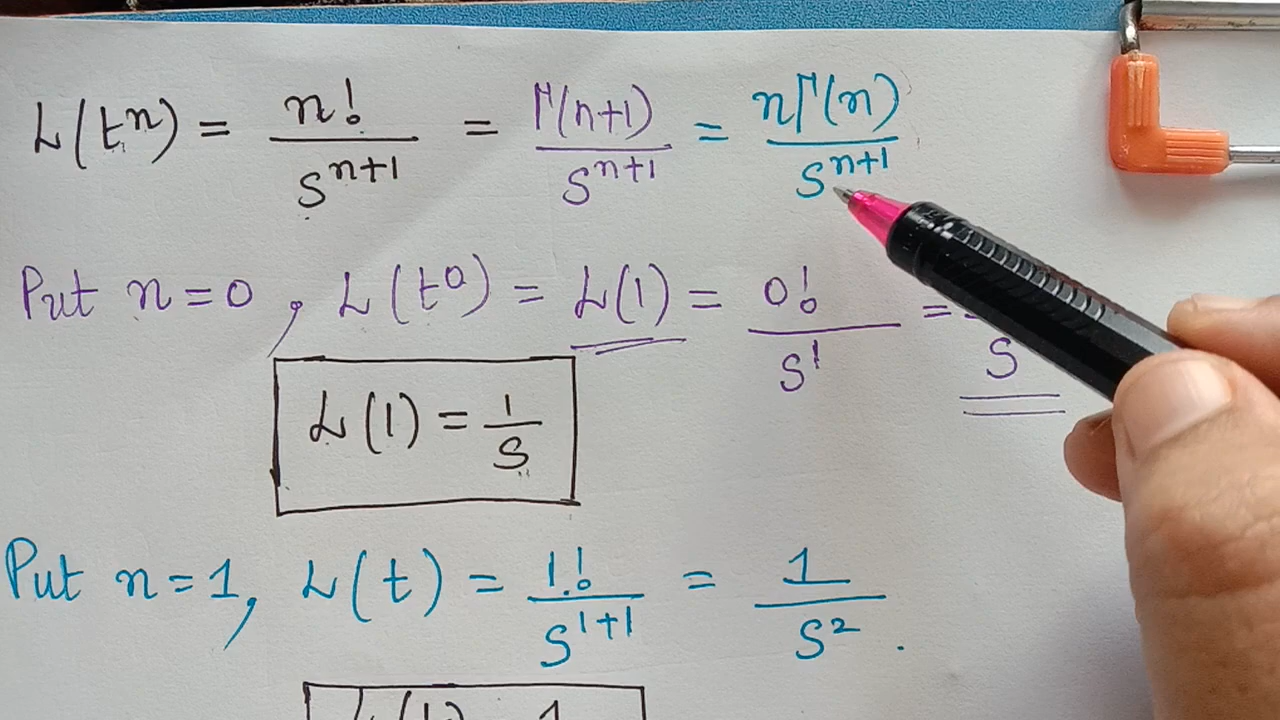 L(tⁿ) = n!/sⁿ⁺¹ = Γ(n+1)/sⁿ⁺¹ = nΓ(n)/sⁿ⁺¹
Put n=0, L(t⁰) = L(1) = 0!/s¹ = /s
L(1) = 1/s
Put n=1, L(t) = 1!/s¹⁺¹ = 1/s².